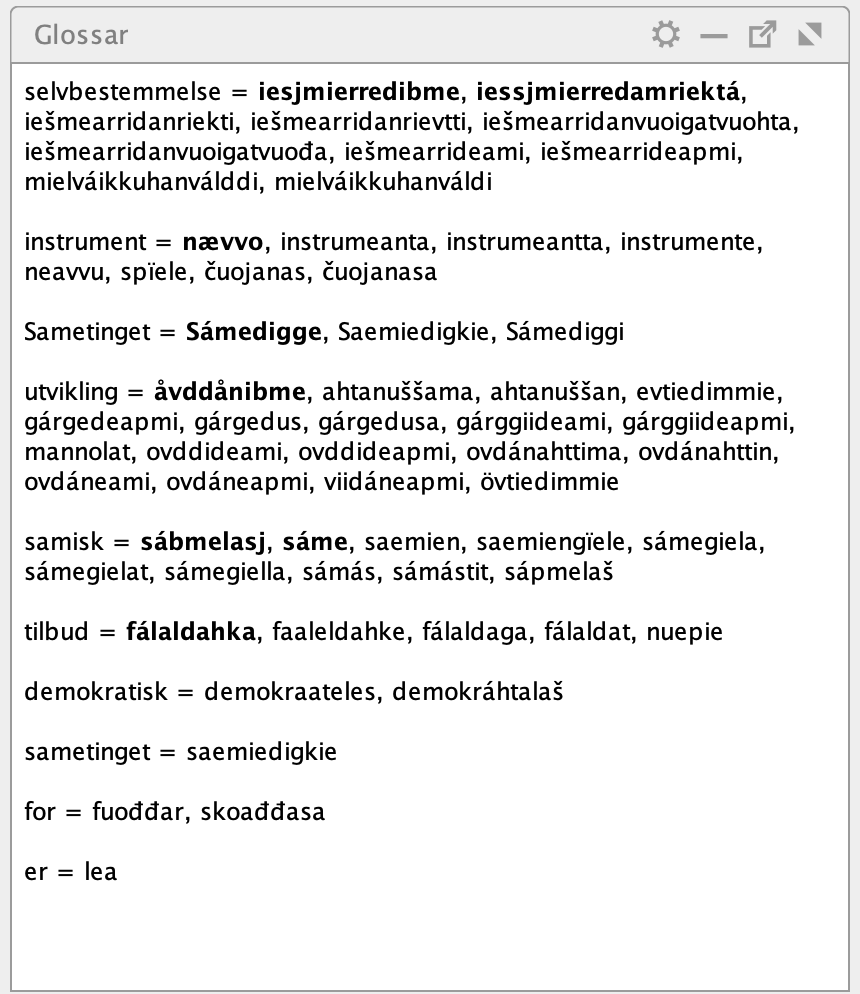 Glossar
selvbestemmelse = iesjmierredibme, iessjmierredamriektá,
iešmearridanriekti, iešmearridanrievtti, iešmearridanvuoigatvuohta,
iešmearridanvuoigatvuođa, iešmearrideami, iešmearrideapmi,
mielváikkuhanválddi, mielváikkuhanváldi
instrument = nævvo, instrumeanta, instrumeantta, instrumente,
neavvu, spïele, čuojanas, čuojanasa
Sametinget = Sámedigge, Saemiedigkie, Sámediggi
utvikling = åvddånibme, ahtanuššama, ahtanuššan, evtiedimmie,
gárgedeapmi, gárgedus, gárgedusa, gárggiideami, gárggiideapmi,
mannolat, ovddideami, ovddideapmi, ovdánahttima, ovdánahttin,
ovdáneami, ovdáneapmi, viidáneapmi, övtiedimmie
samisk = sábmelasj, sáme, saemien, saemiengïele, sámegiela,
sámegielat, sámegiella, sámás, sámástit, sápmelaš
tilbud = fálaldahka, faaleldahke, fálaldaga, fálaldat, nuepie
demokratisk = demokraateles, demokráhtalaš
sametinget = saemiedigkie
for = fuođđar, skoađđasa
er = lea